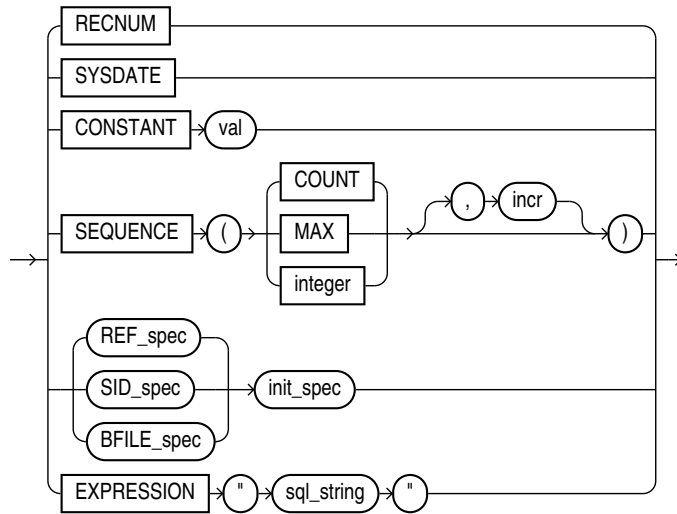 RECNUM
SYSDATE
CONSTANT val
COUNT
, incr
SEQUENCE ( MAX )
integer
REF_spec
SID_spec init_spec
BFILE_spec
EXPRESSION " sql_string "